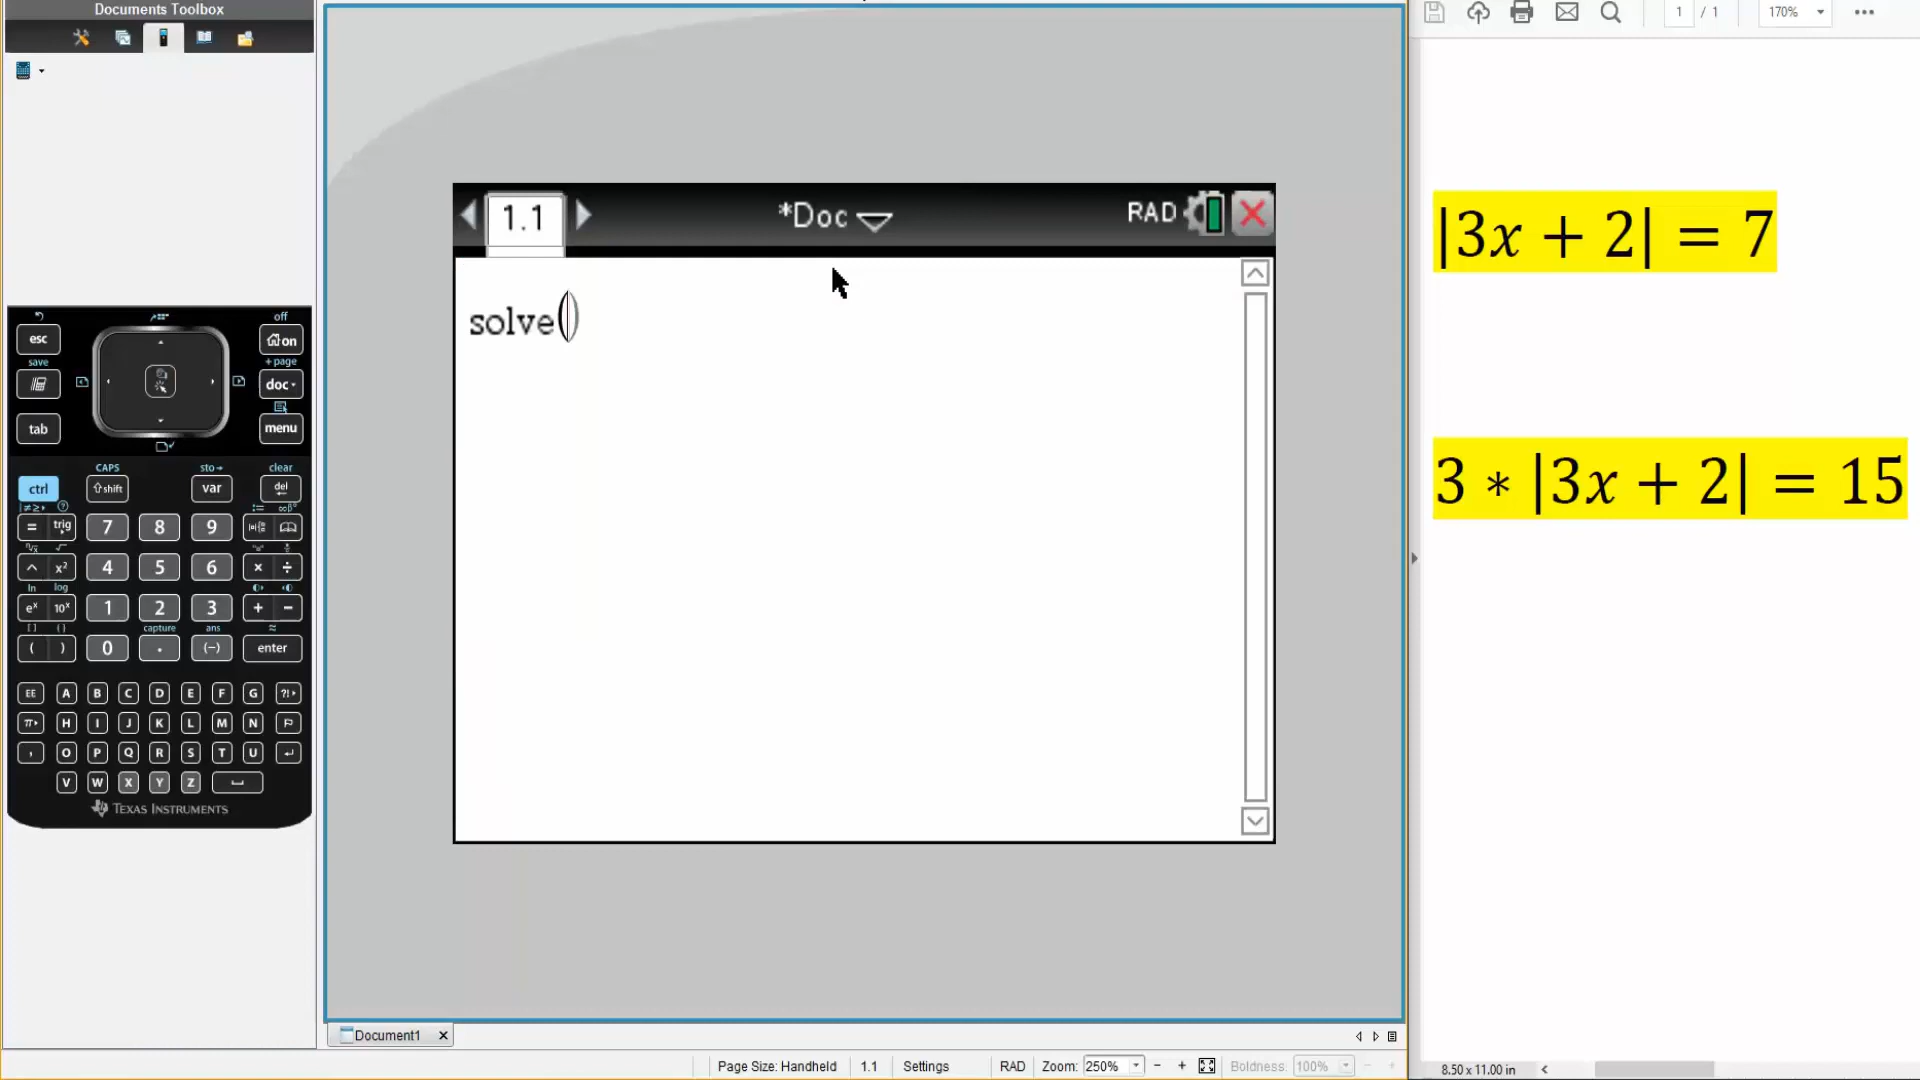 Documents Toolbox
1 / 1
170%
1.1
*Doc
RAD
solve()
|3x + 2| = 7
3 * |3x + 2| = 15
off
esc
on
save
+ page
doc
tab
menu
CAPS
sto→
clear
ctrl
shift
var
del
= trig 7 8 9
^ x² 4 5 6 × ÷
ln log
eˣ 10ˣ 1 2 3 + −
[ ] { } capture ans ≈
( ) 0 . (−) enter
EE A B C D E F G ?!
π H I J K L M N
, O P Q R S T U
V W X Y Z
TEXAS INSTRUMENTS
Document1
Page Size: Handheld 1.1 Settings RAD Zoom: 250% − + Boldness: 100% − +
8.50 x 11.00 in